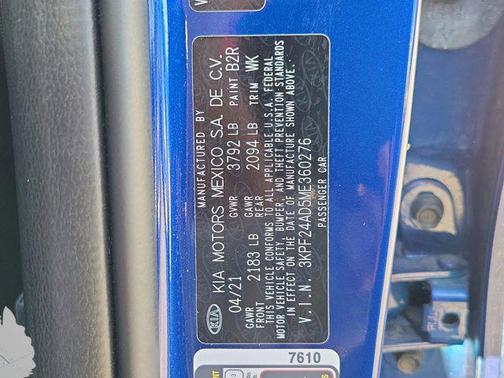 MANUFACTURED BY
KIA KIA MOTORS MEXICO S.A. DE C.V.
04/21 GVWR 3792 LB PAINT B2R
GAWR FRONT 2183 LB GAWR REAR 2094 LB TRIM WK
THIS VEHICLE CONFORMS TO ALL APPLICABLE U.S.A. FEDERAL
MOTOR VEHICLE SAFETY, BUMPER, AND THEFT PREVENTION STANDARDS
IN EFFECT ON THE DATE OF MANUFACTURE SHOWN ABOVE.
V.I.N. 3KPF24AD5ME360276
PASSENGER CAR
7610